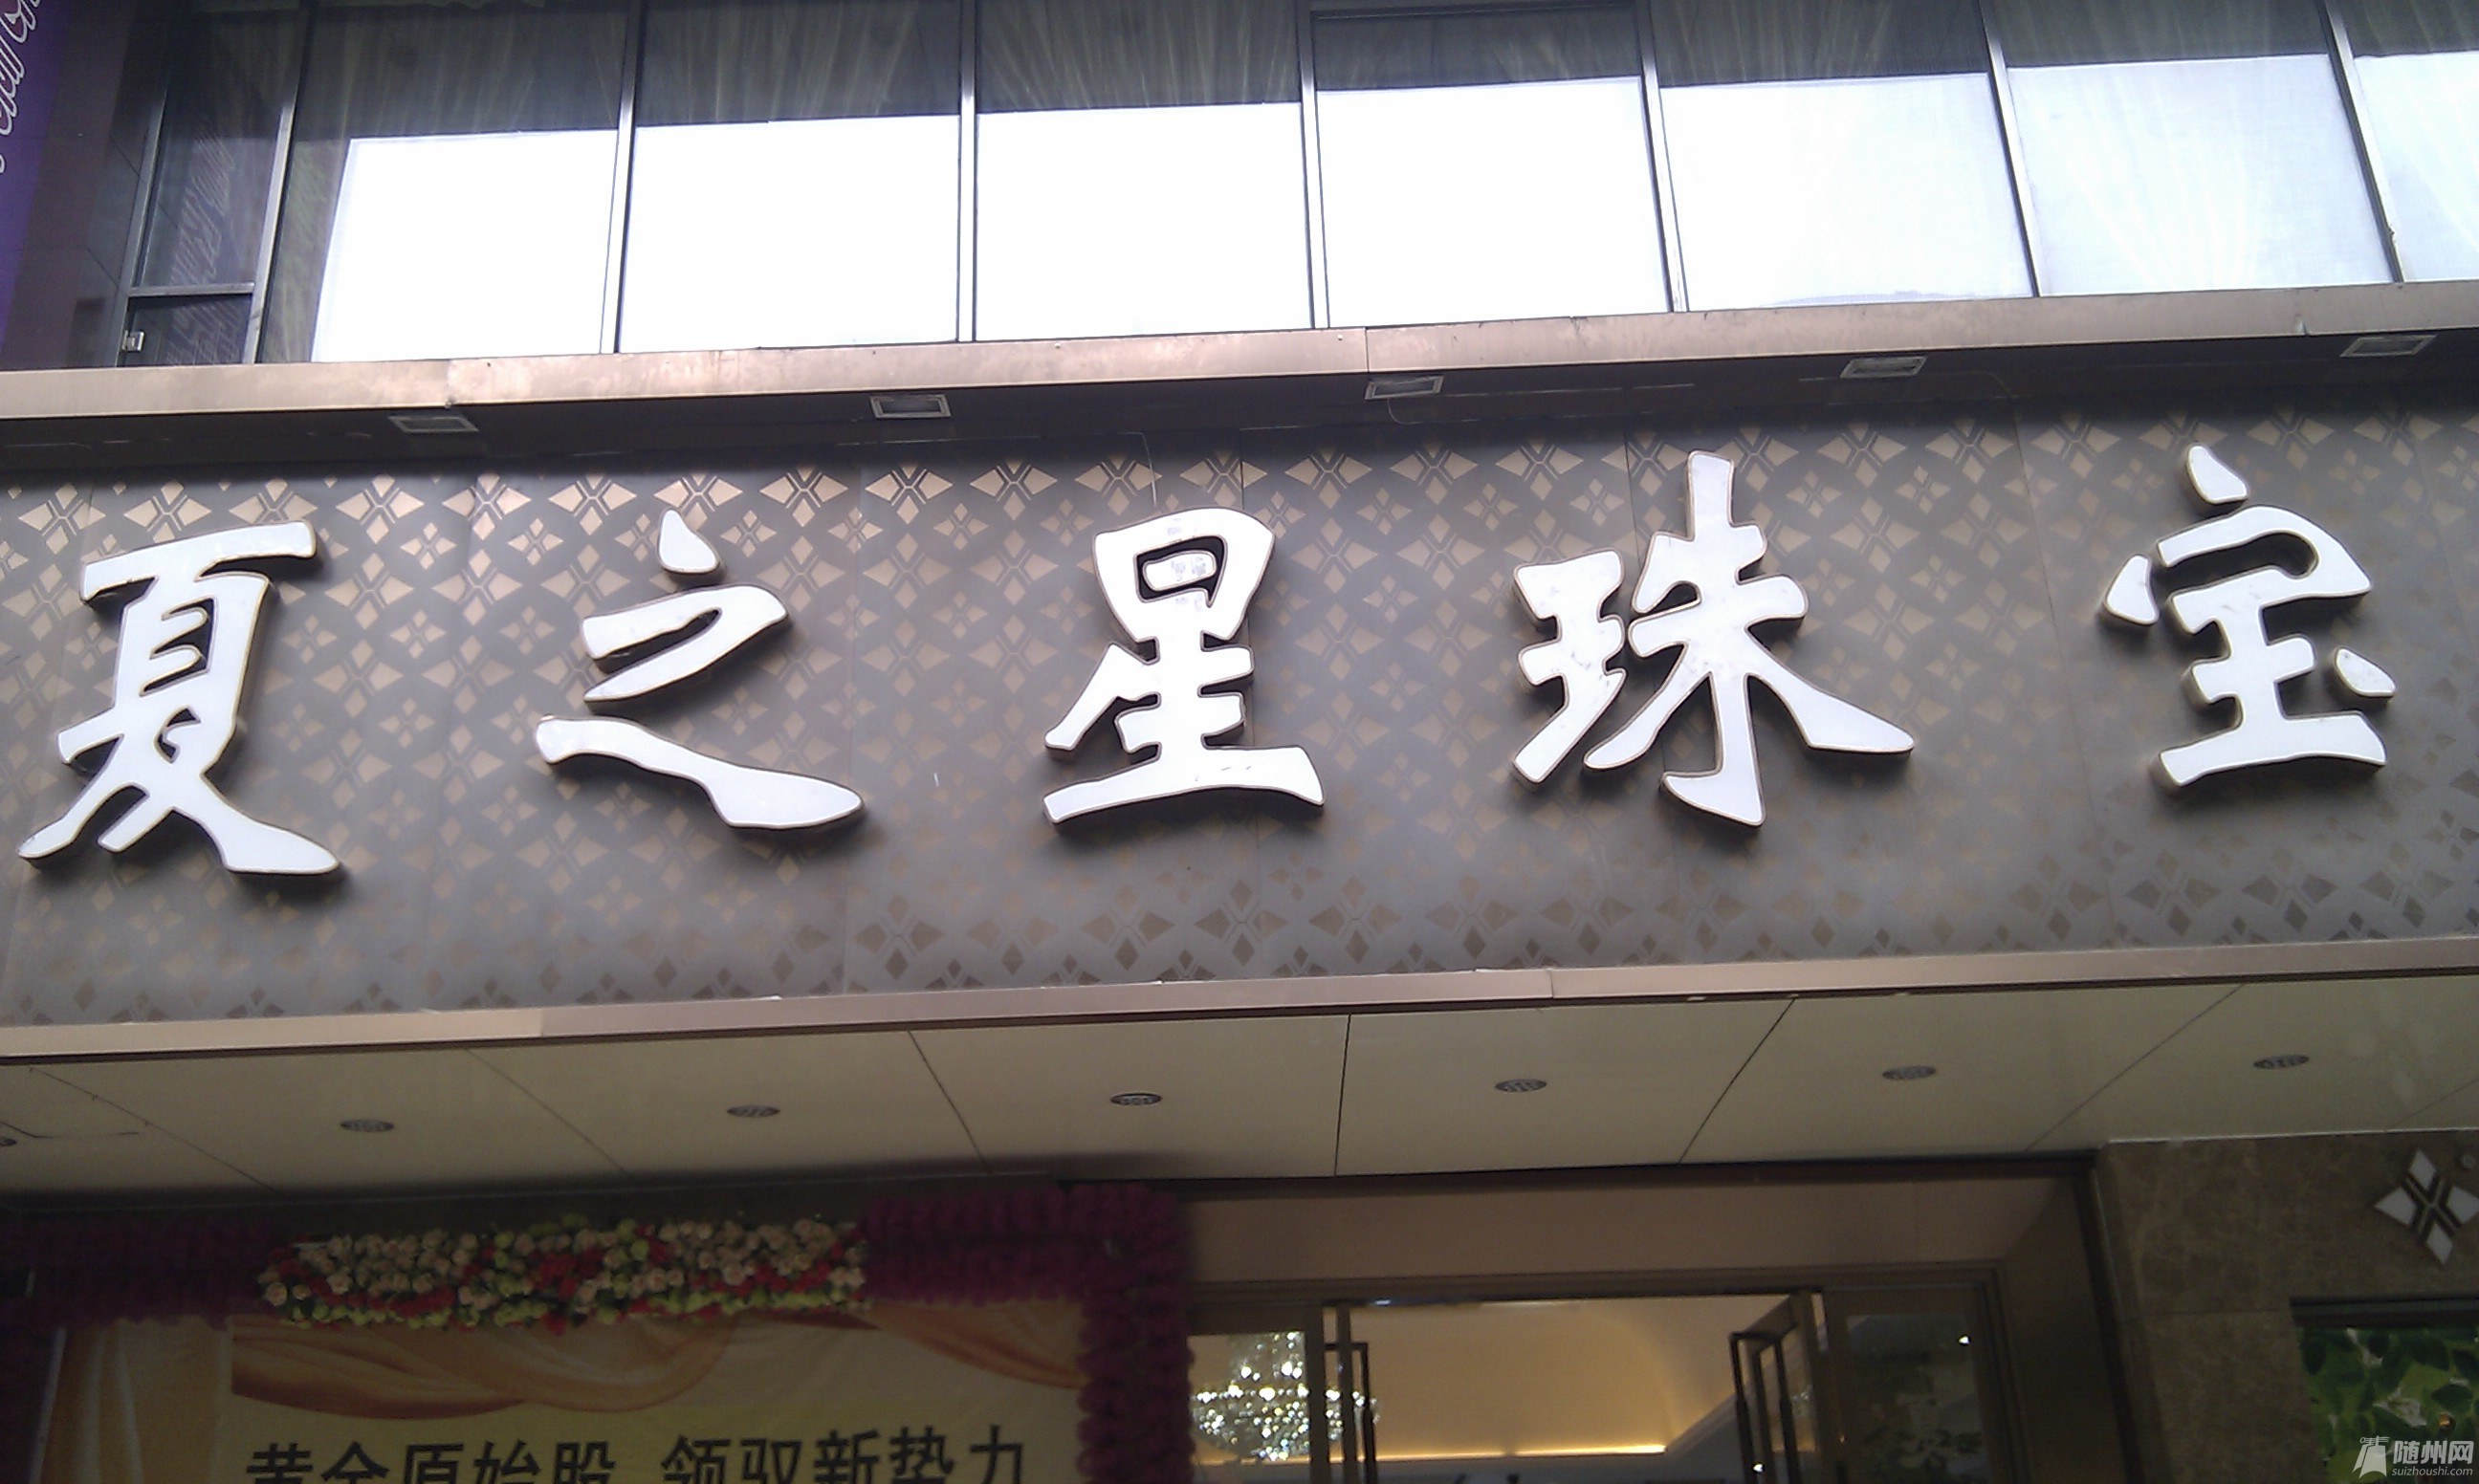 夏之星珠宝
黄金原始股 领驭新势力
随州网
suizhoushi.com